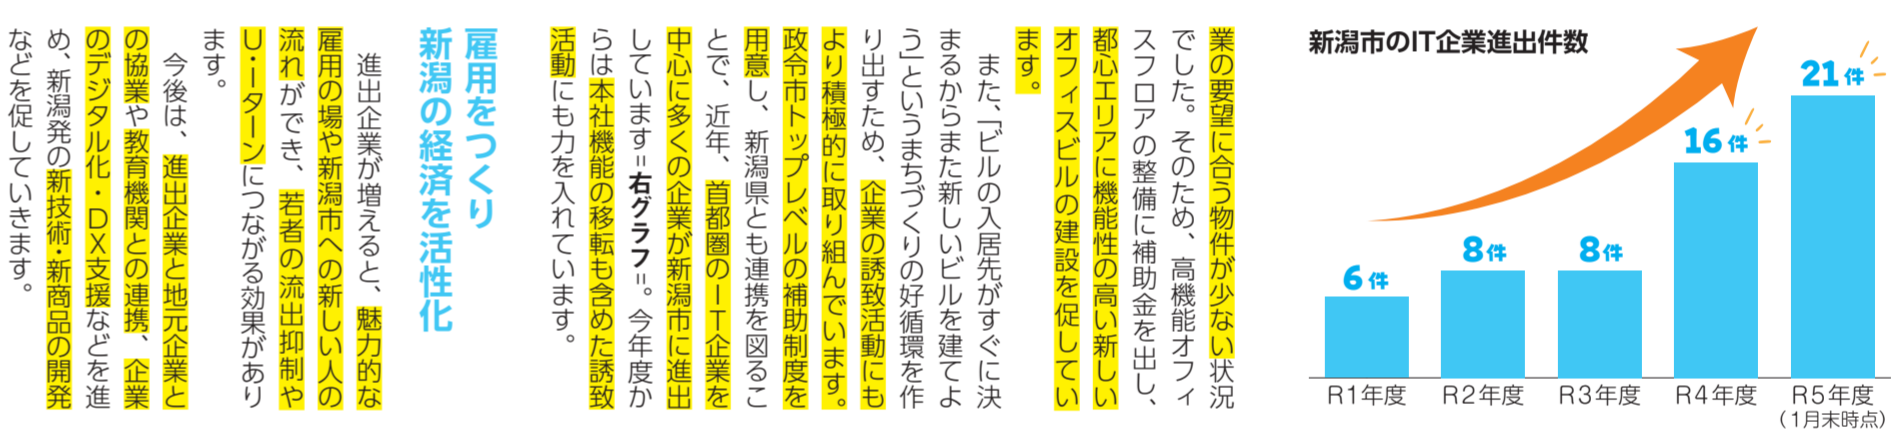 新潟市のIT企業進出件数
6件
8件
8件
16件
21件
R1年度
R2年度
R3年度
R4年度
R5年度
（1月末時点）
業の要望に合う物件が少ない状況
でした。そのため、高機能オフィ
スフロアの整備に補助金を出し、
都心エリアに機能性の高い新しい
オフィスビルの建設を促してい
ます。
また、「ビルの入居先がすぐに決
まるからまた新しいビルを建てよ
う」というまちづくりの好循環を作
り出すため、企業の誘致活動にも
より積極的に取り組んでいます。
政令市トップレベルの補助制度を
用意し、新潟県とも連携を図るこ
とで、近年、首都圏のIT企業を
中心に多くの企業が新潟市に進出
しています＝右グラフ＝。今年度か
らは本社機能の移転も含めた誘致
活動にも力を入れています。
雇用をつくり
新潟の経済を活性化
進出企業が増えると、魅力的な
雇用の場や新潟市への新しい人の
流れができ、若者の流出抑制や
U・Iターンにつながる効果があり
ます。
今後は、進出企業と地元企業と
の協業や教育機関との連携、企業
のデジタル化・DX支援などを進
め、新潟発の新技術・新商品の開発
などを促していきます。